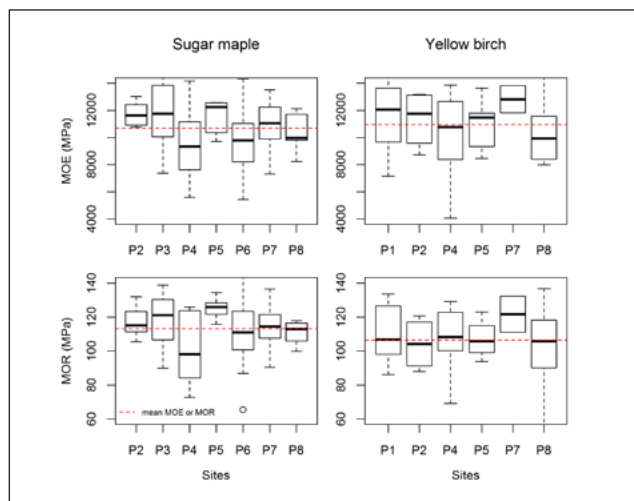 Sugar maple
Yellow birch
MOE (MPa)
4000 8000 12000
P2 P3 P4 P5 P6 P7 P8
4000 8000 12000
P1 P2 P4 P5 P7 P8
MOR (MPa)
60 80 100 120 140
mean MOE or MOR
P2 P3 P4 P5 P6 P7 P8
Sites
60 80 100 120 140
P1 P2 P4 P5 P7 P8
Sites